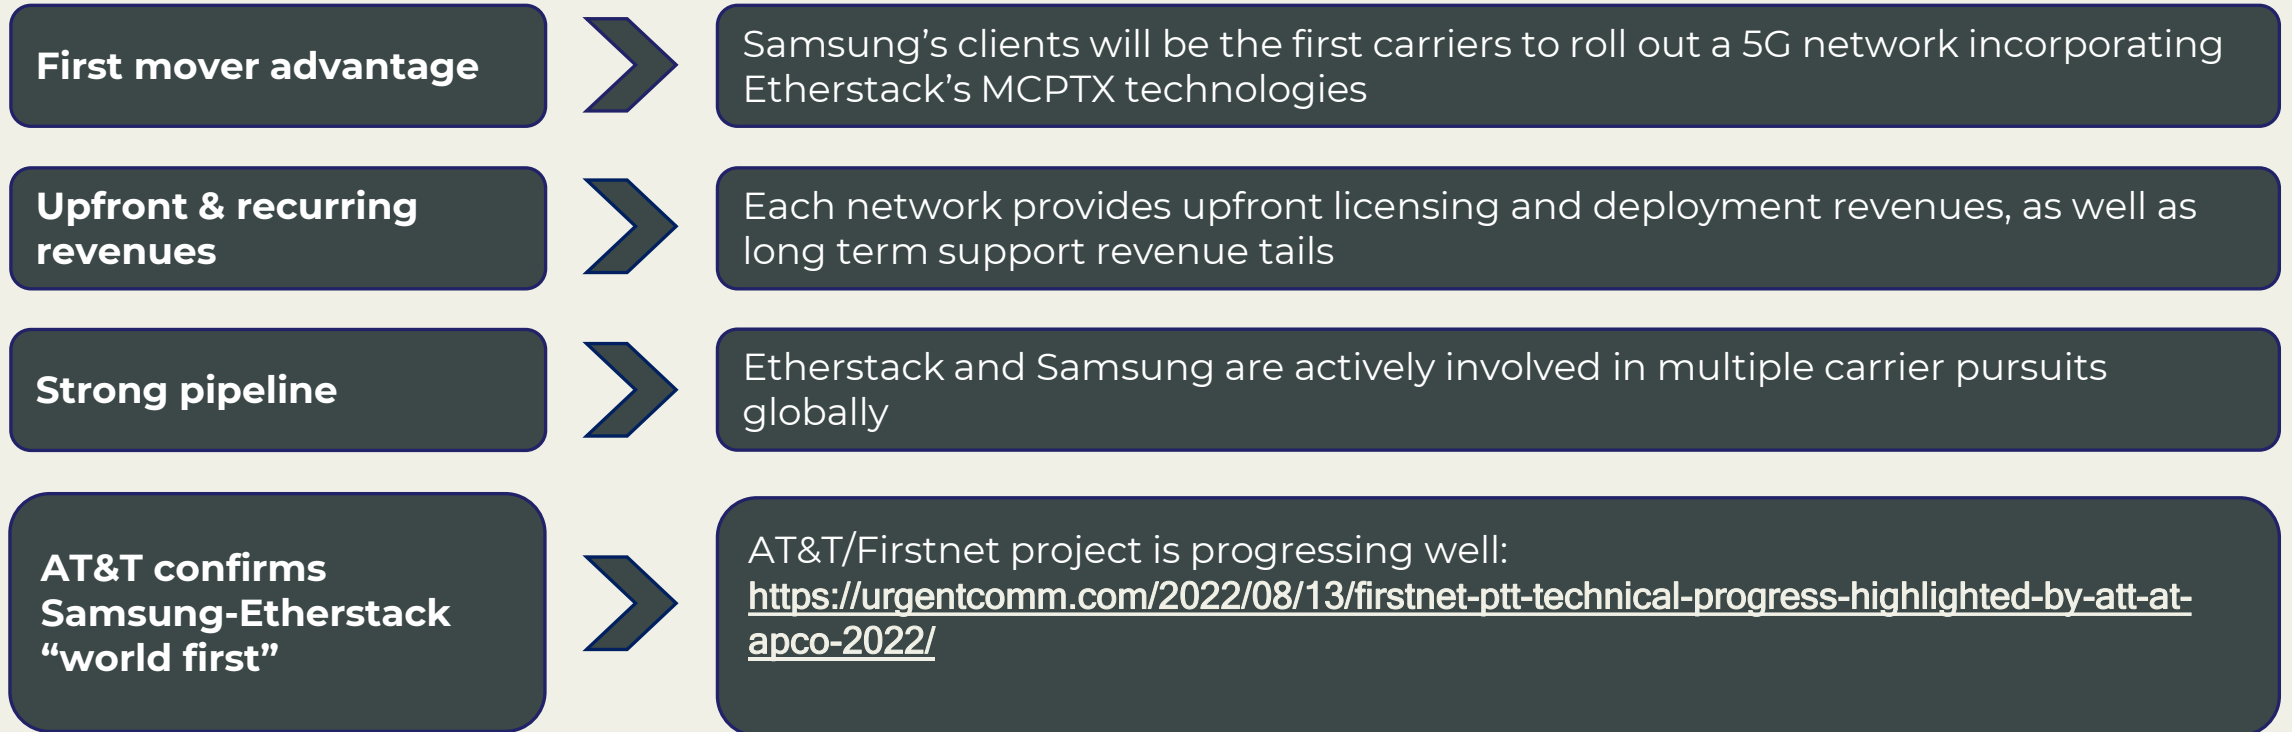 First mover advantage
Samsung’s clients will be the first carriers to roll out a 5G network incorporating
Etherstack’s MCPTX technologies
Upfront & recurring
revenues
Each network provides upfront licensing and deployment revenues, as well as
long term support revenue tails
Strong pipeline
Etherstack and Samsung are actively involved in multiple carrier pursuits
globally
AT&T confirms
Samsung-Etherstack
“world first”
AT&T/Firstnet project is progressing well:
https://urgentcomm.com/2022/08/13/firstnet-ptt-technical-progress-highlighted-by-att-at-
apco-2022/